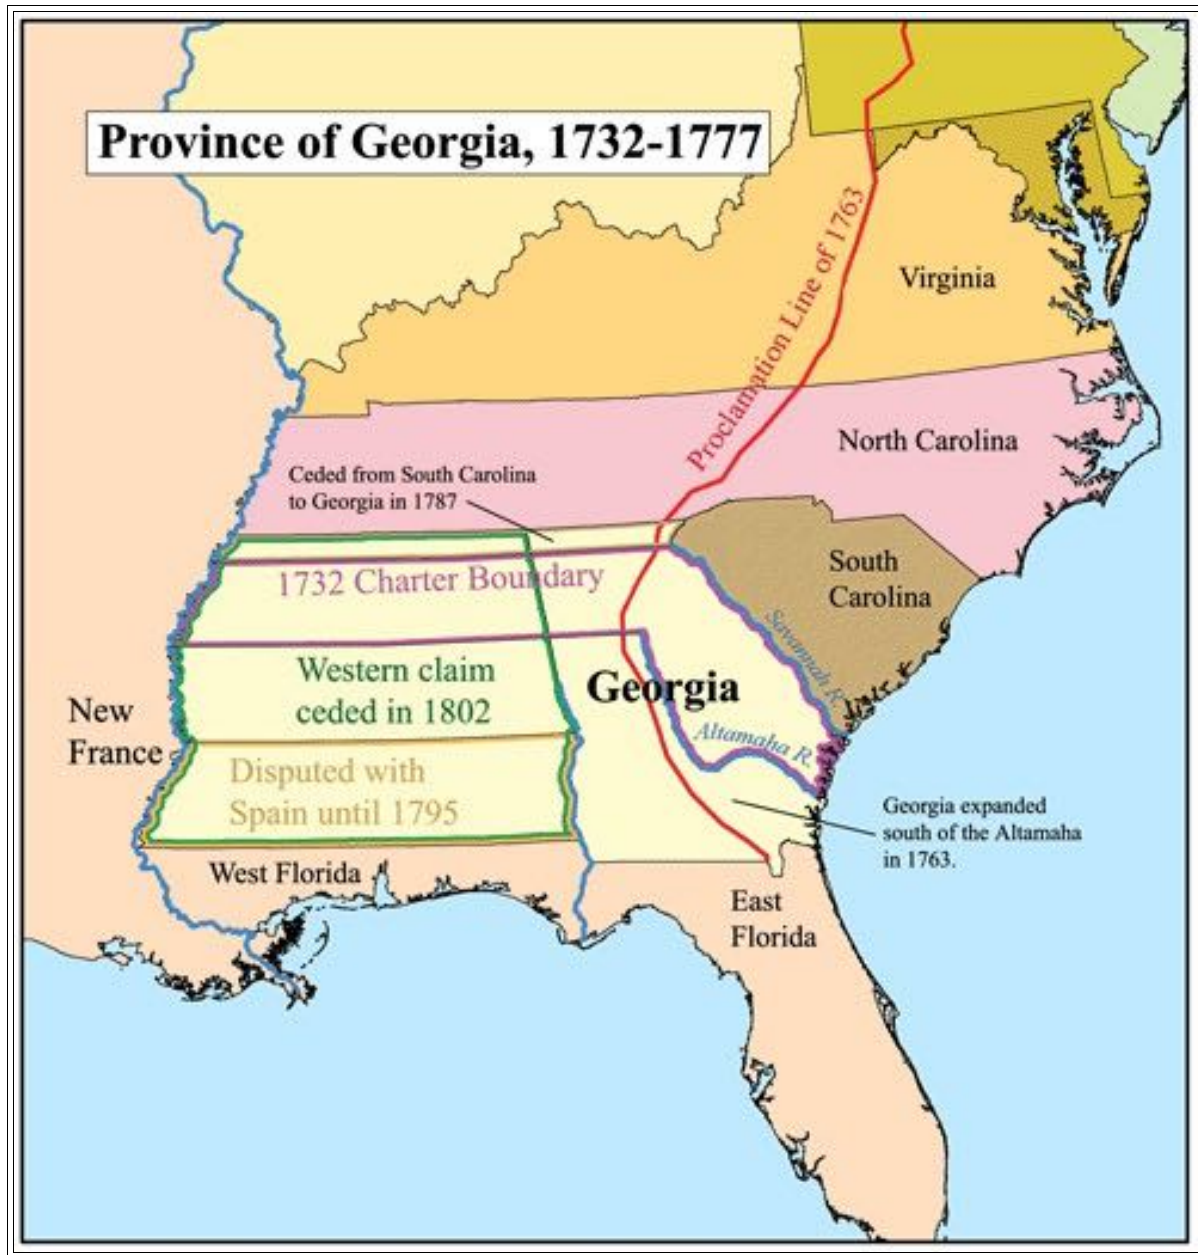 Province of Georgia, 1732-1777
Proclamation Line of 1763
Virginia
North Carolina
Ceded from South Carolina
to Georgia in 1787
South
Carolina
1732 Charter Boundary
Savannah R.
Western claim
ceded in 1802
Georgia
New
France
Altamaha R.
Disputed with
Spain until 1795
Georgia expanded
south of the Altamaha
in 1763.
West Florida
East
Florida